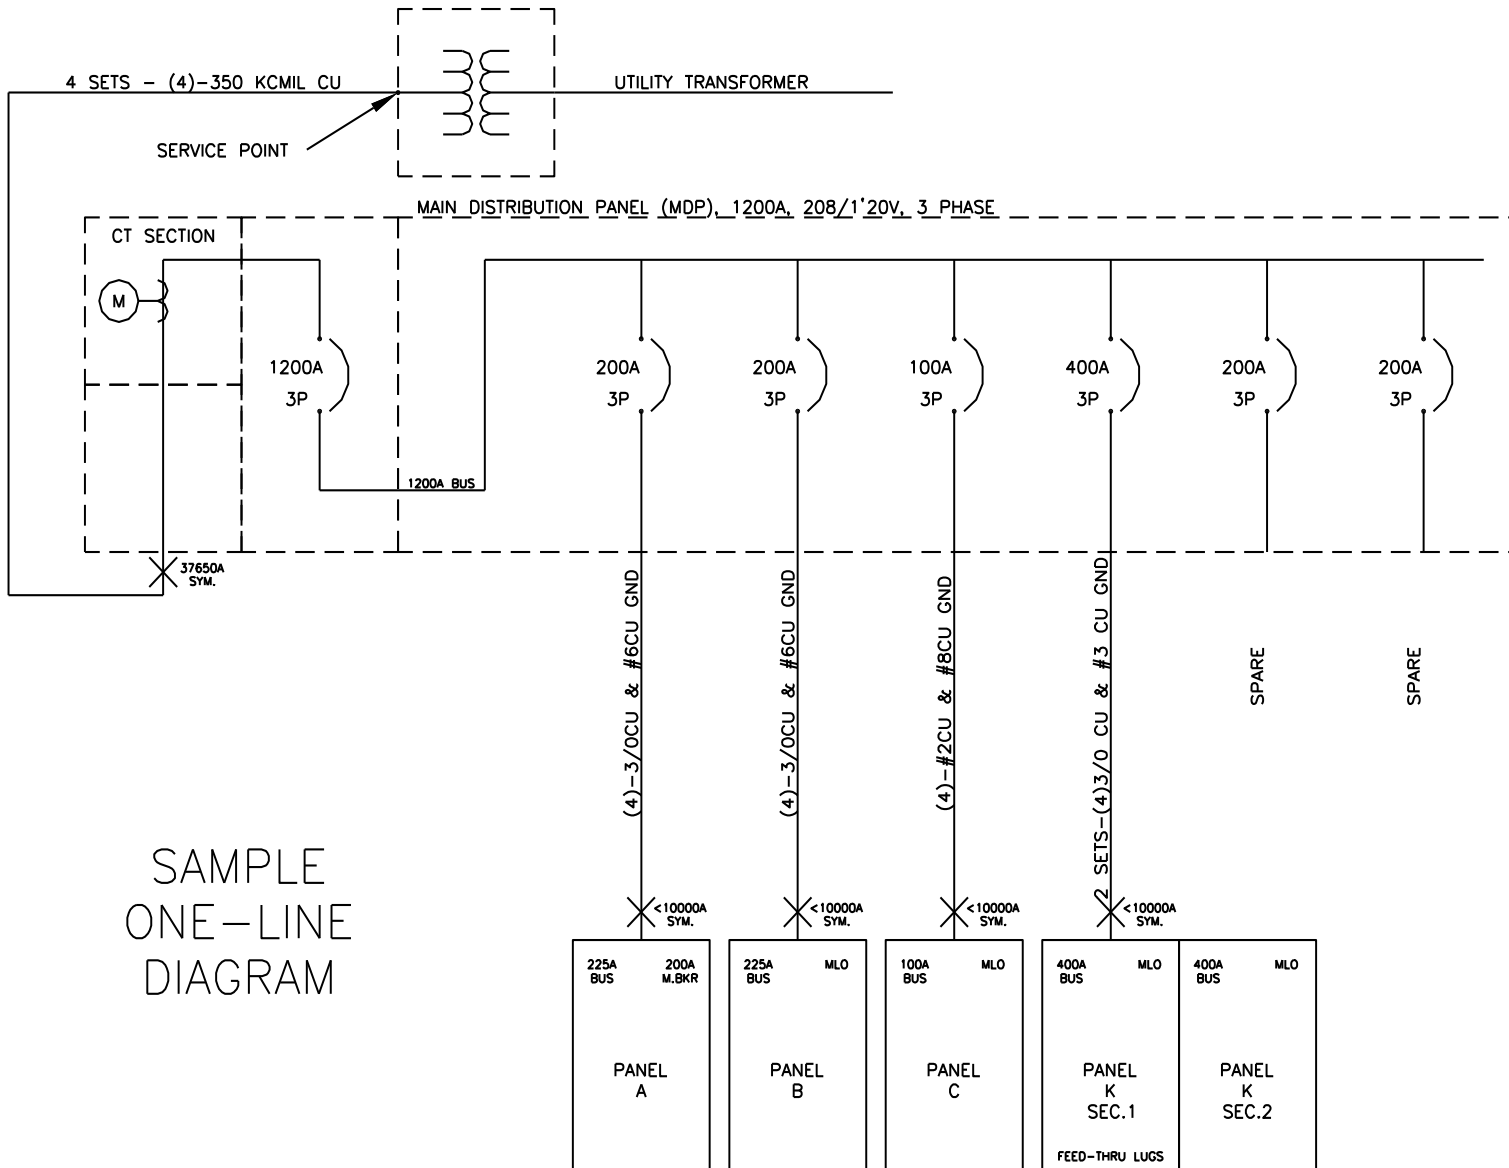 4 SETS - (4)-350 KCMIL CU
UTILITY TRANSFORMER
SERVICE POINT
MAIN DISTRIBUTION PANEL (MDP), 1200A, 208/1'20V, 3 PHASE
CT SECTION
M
1200A
3P
200A
3P
200A
3P
100A
3P
400A
3P
200A
3P
200A
3P
1200A BUS
37650A
SYM.
(4)-3/0CU & #6CU GND
(4)-3/0CU & #6CU GND
(4)-#2CU & #8CU GND
2 SETS-(4)3/0 CU & #3 CU GND
SPARE
SPARE
SAMPLE
ONE-LINE
DIAGRAM
<10000A
SYM.
<10000A
SYM.
<10000A
SYM.
<10000A
SYM.
225A
BUS
200A
M.BKR
PANEL
A
225A
BUS
MLO
PANEL
B
100A
BUS
MLO
PANEL
C
400A
BUS
MLO
PANEL
K
SEC.1
FEED-THRU LUGS
400A
BUS
MLO
PANEL
K
SEC.2